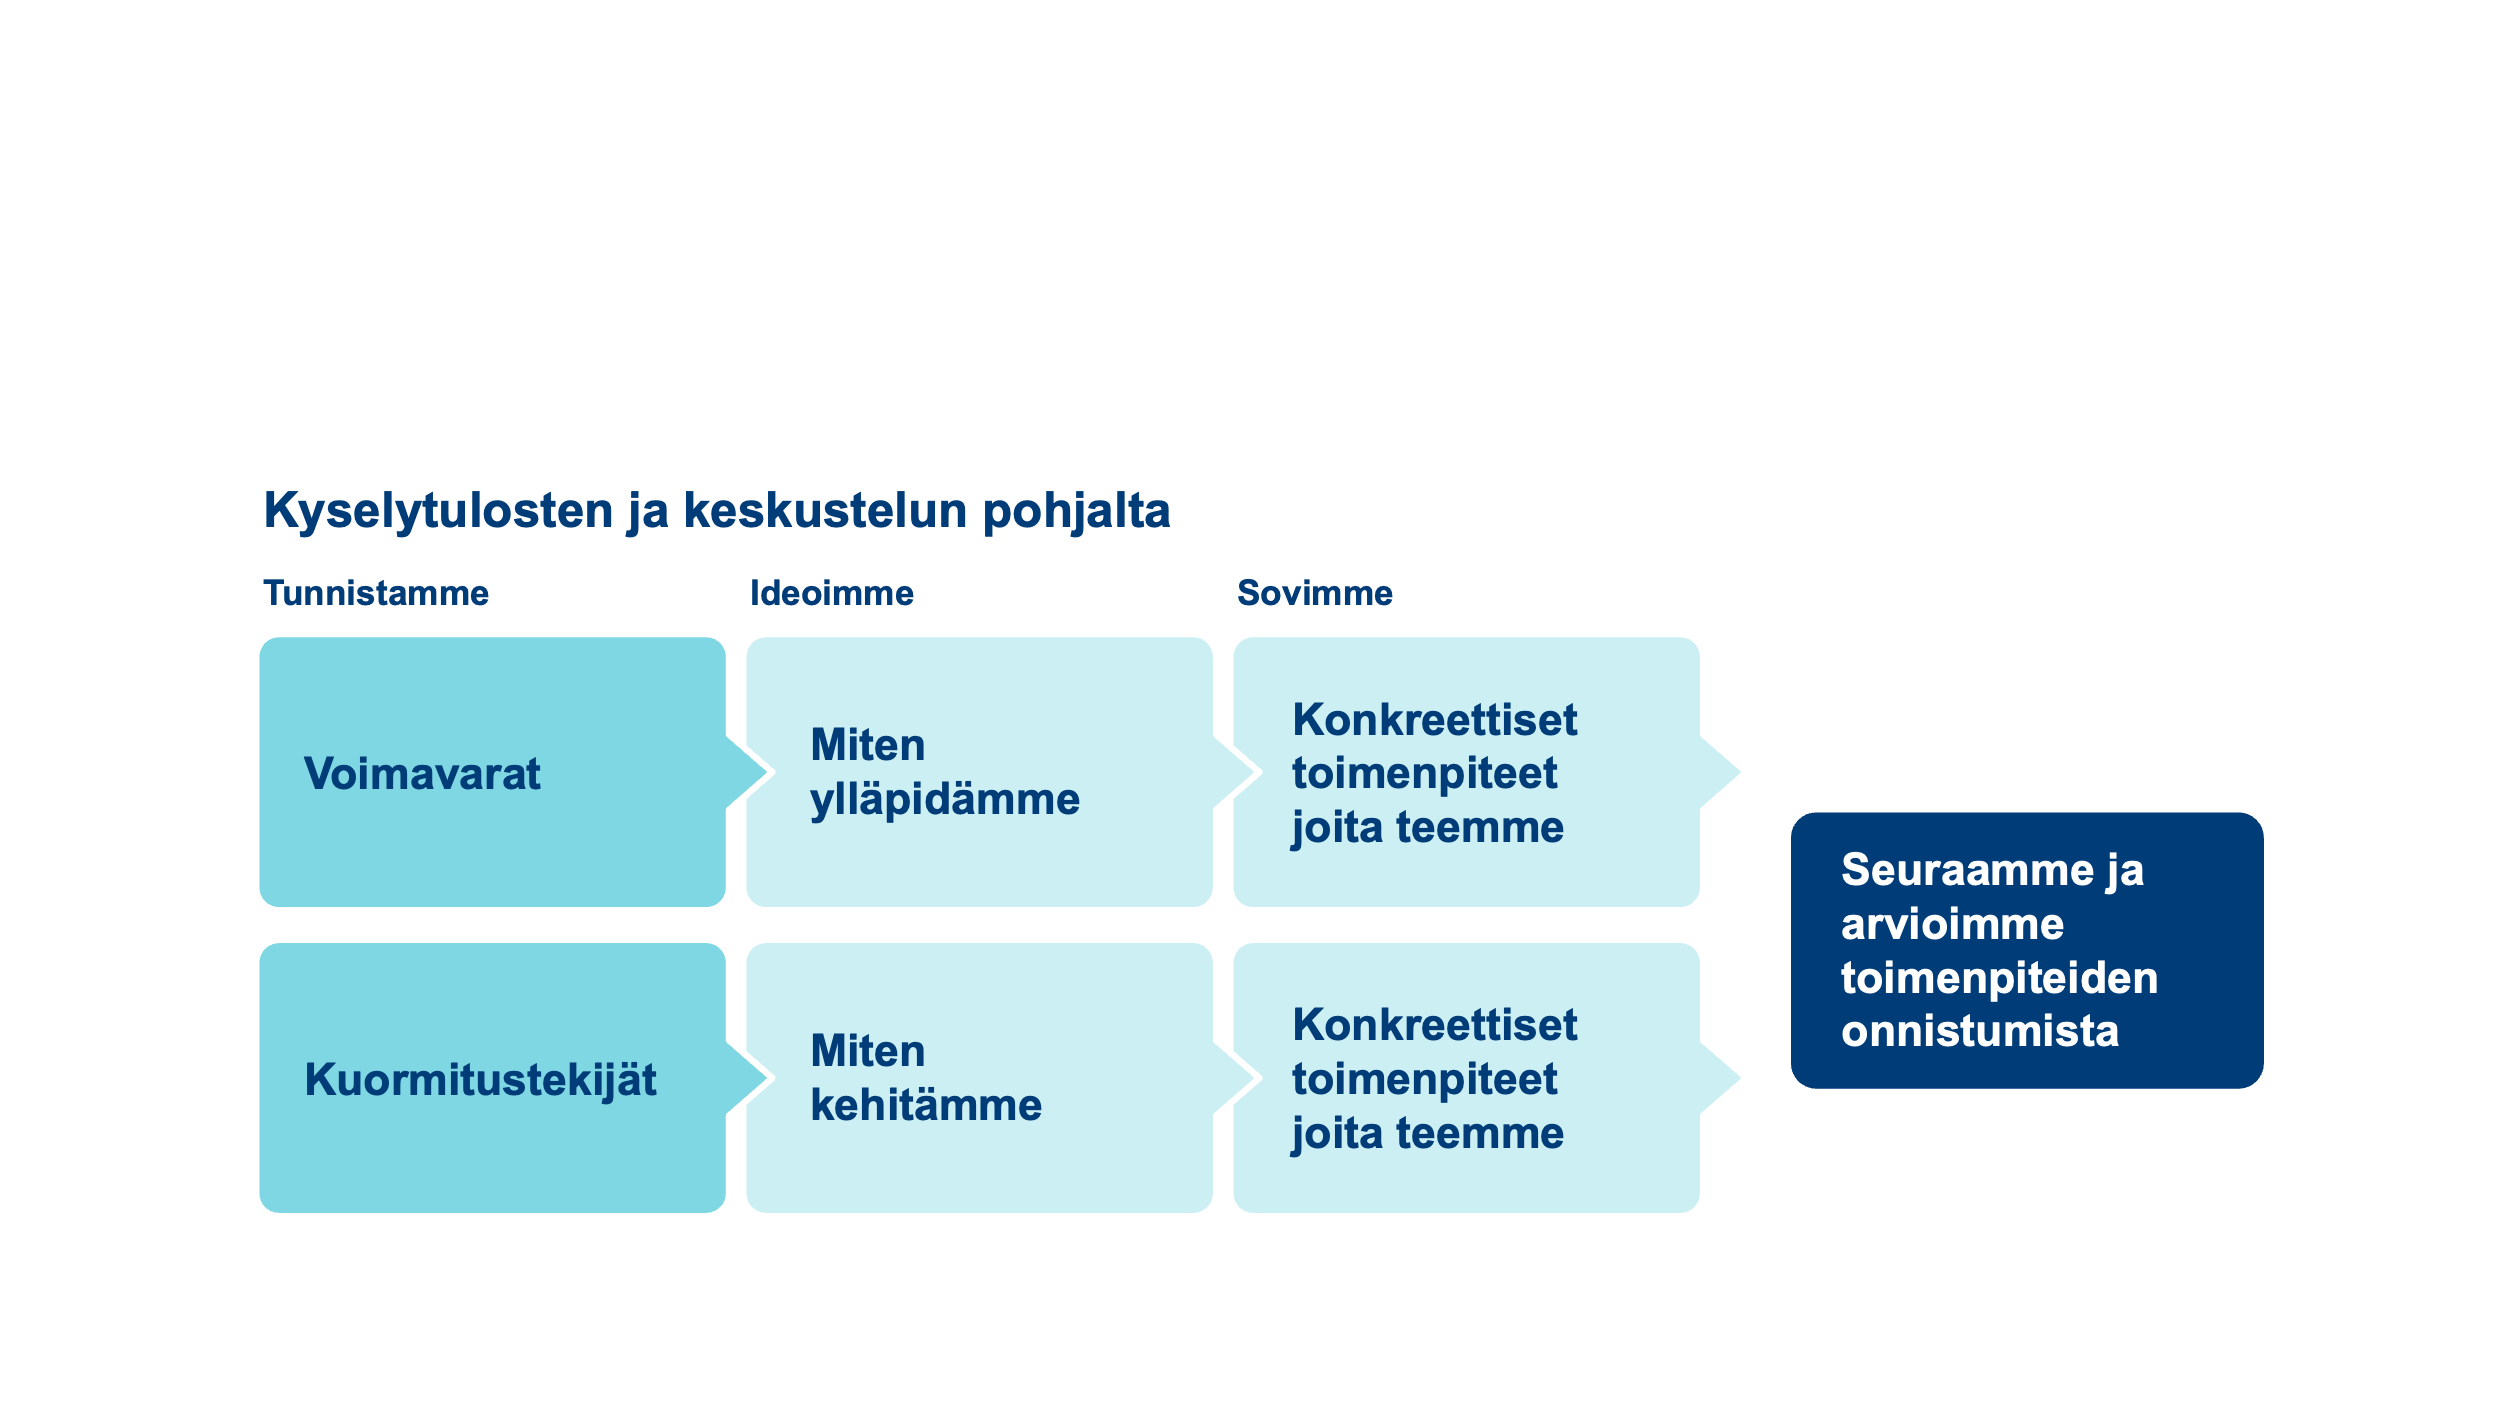 Kyselytulosten ja keskustelun pohjalta
Tunnistamme
Ideoimme
Sovimme
Voimavarat
Miten
ylläpidämme
Konkreettiset
toimenpiteet
joita teemme
Kuormitustekijät
Miten
kehitämme
Konkreettiset
toimenpiteet
joita teemme
Seuraamme ja
arvioimme
toimenpiteiden
onnistumista